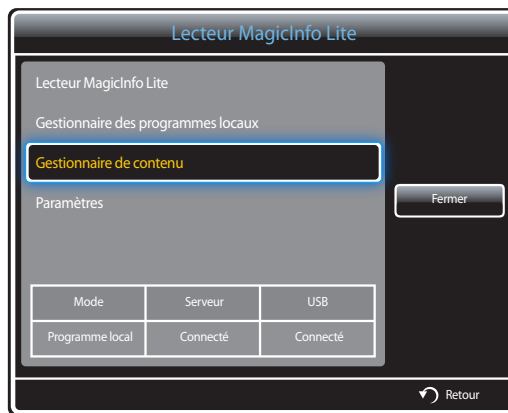 Lecteur MagicInfo Lite
Lecteur MagicInfo Lite
Gestionnaire des programmes locaux
Gestionnaire de contenu
Paramètres
Fermer
Mode Serveur USB
Programme local Connecté Connecté
Retour